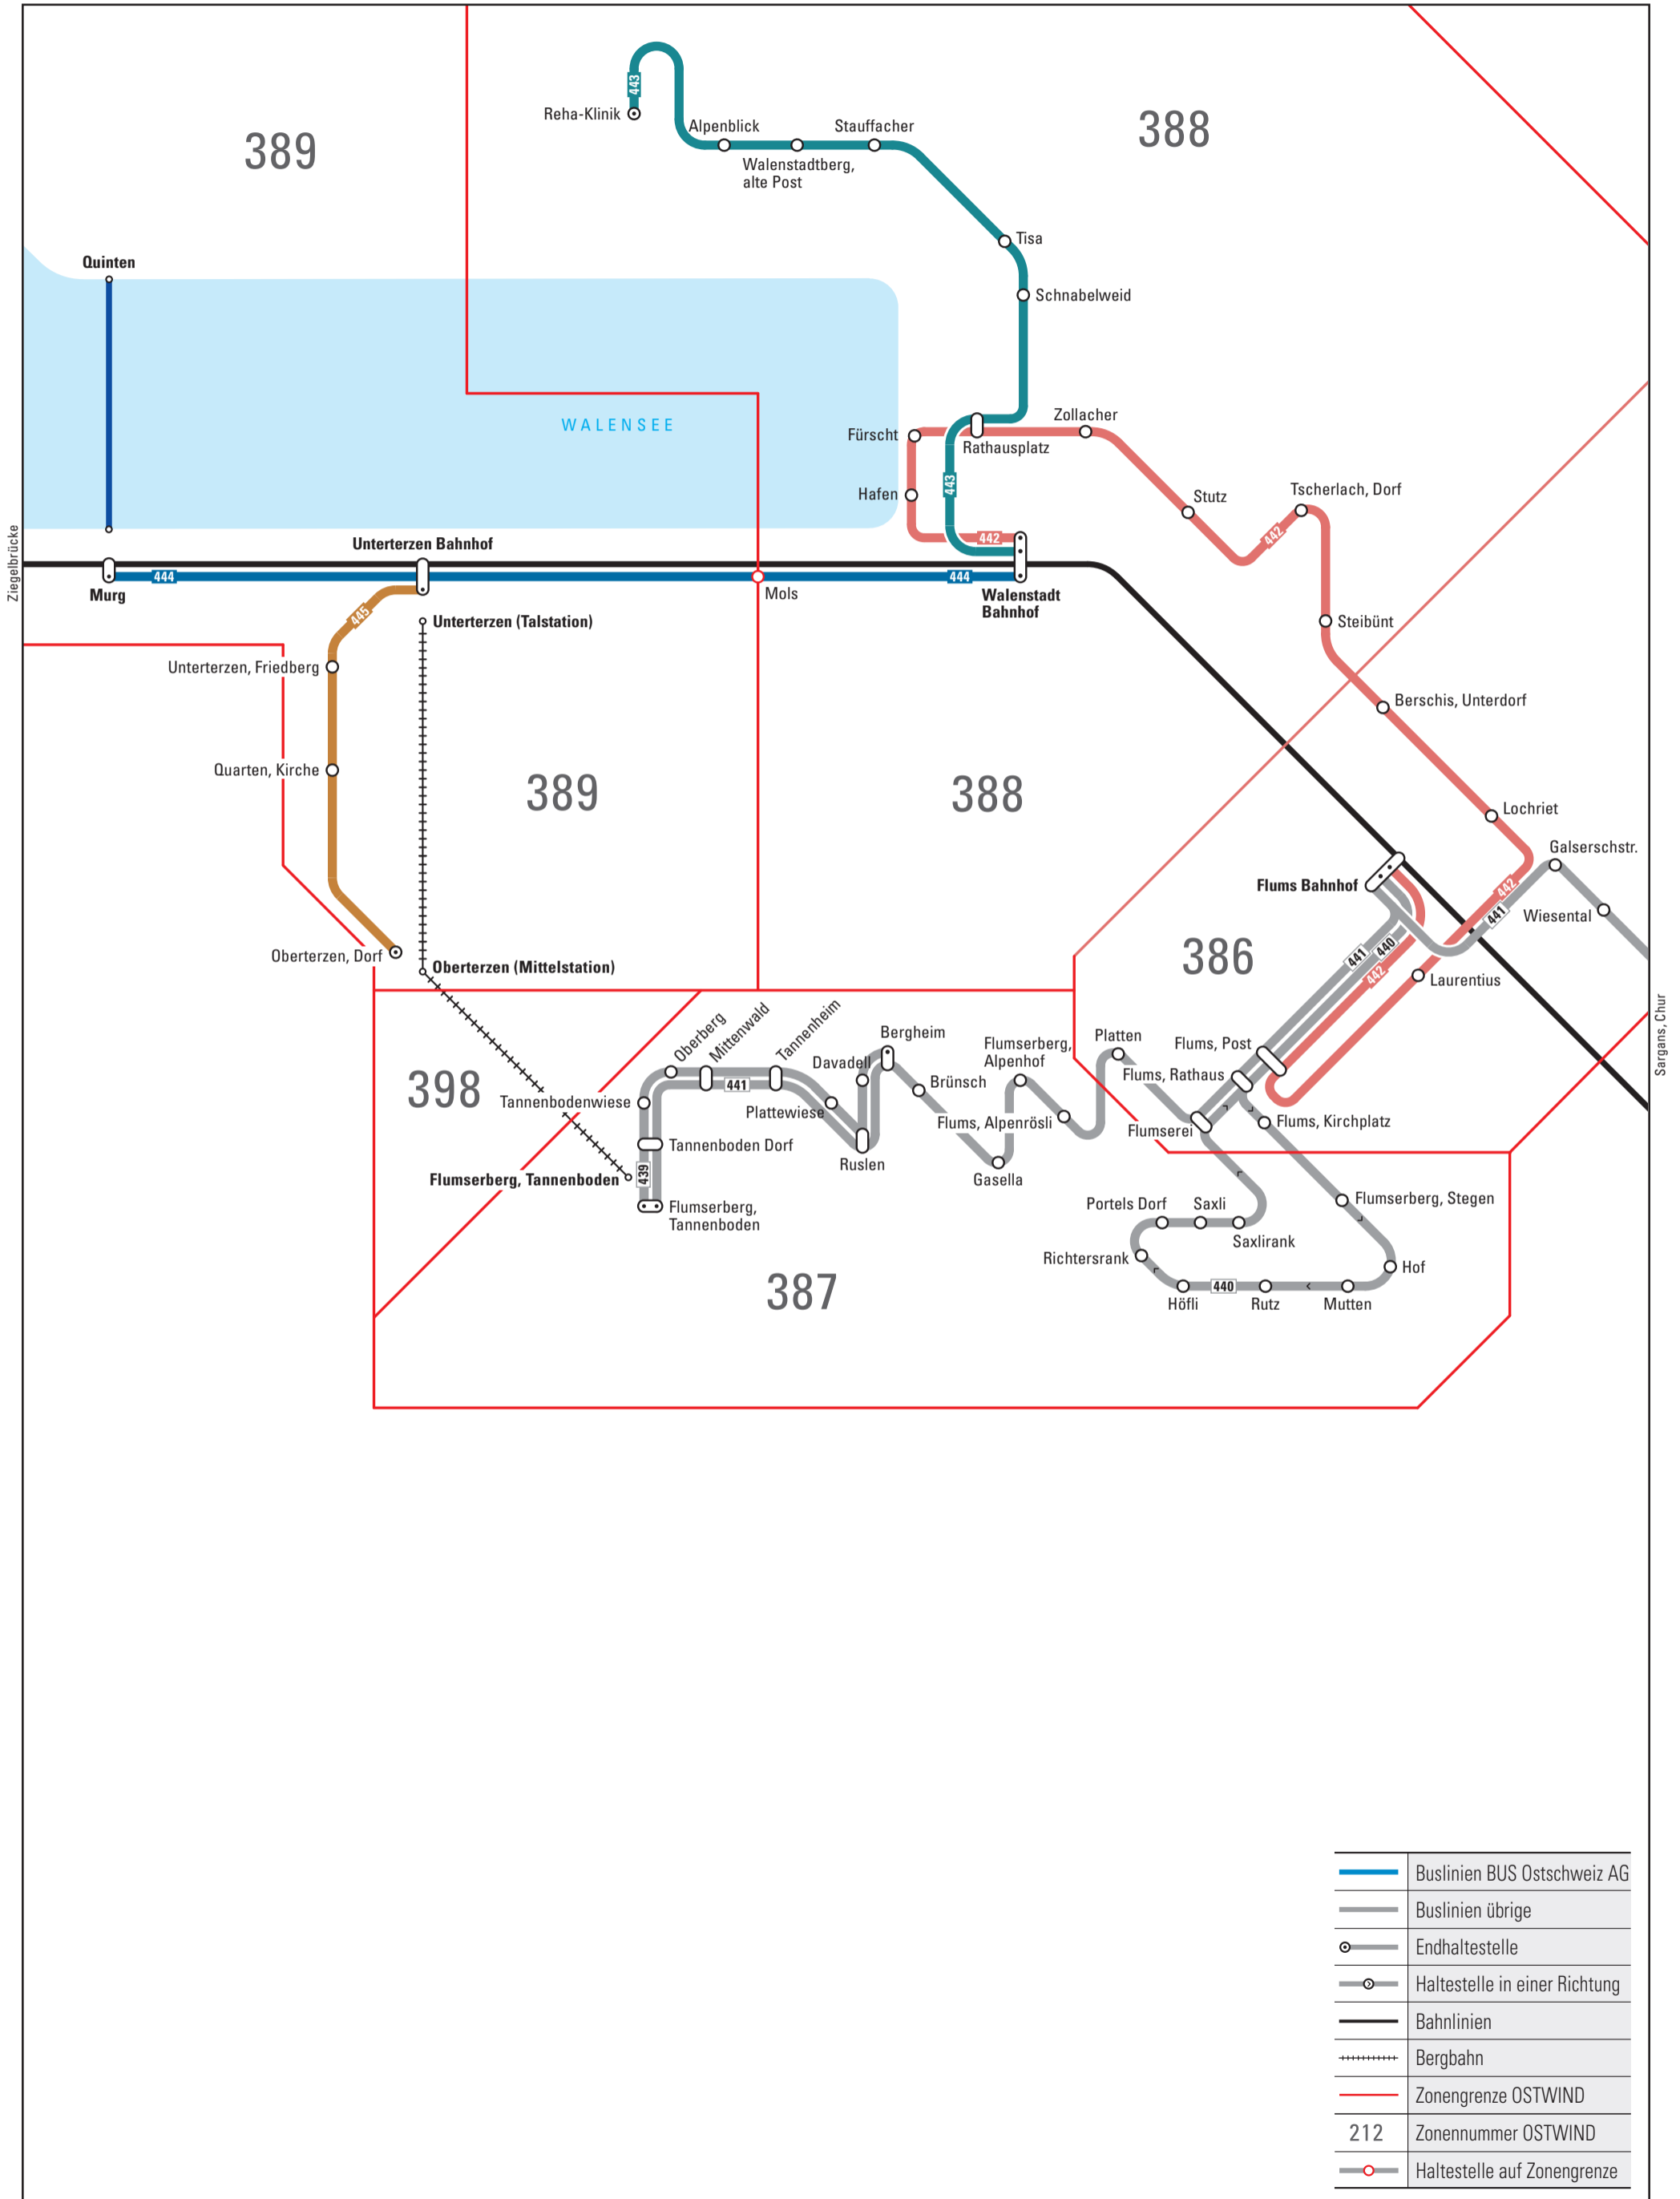 443
Reha-Klinik
Alpenblick
Stauffacher
388
389
Walenstadtberg,
alte Post
Tisa
Quinten
Schnabelweid
WALENSEE
Zollacher
Fürscht
Rathausplatz
443
Hafen
Stutz
Tscherlach, Dorf
442
442
Ziegelbrücke
Unterterzen Bahnhof
444
444
Murg
Mols
Walenstadt
Bahnhof
445
Unterterzen (Talstation)
Steibünt
Unterterzen, Friedberg
Berschis, Unterdorf
Quarten, Kirche
389
388
Lochriet
Galserschstr.
Flums Bahnhof
442
441
Wiesental
386
441
440
442
Oberterzen, Dorf
Oberterzen (Mittelstation)
Laurentius
Sargans, Chur
Oberberg
Mittenwald
Tannenheim
Bergheim
Davadell
Flumserberg,
Alpenhof
Platten
Flums, Post
398
441
Brünsch
Flums, Rathaus
Tannenbodenwiese
Plattewiese
Flums, Alpenrösli
Flumserei
Flums, Kirchplatz
Tannenboden Dorf
Ruslen
Gasella
439
Flumserberg, Tannenboden
Flumserberg,
Tannenboden
Portels Dorf
Saxli
Saxlirank
Flumserberg, Stegen
Richtersrank
Hof
387
440
Höfli
Rutz
Mutten
Buslinien BUS Ostschweiz AG
Buslinien übrige
Endhaltestelle
Haltestelle in einer Richtung
Bahnlinien
Bergbahn
Zonengrenze OSTWIND
212 Zonennummer OSTWIND
Haltestelle auf Zonengrenze